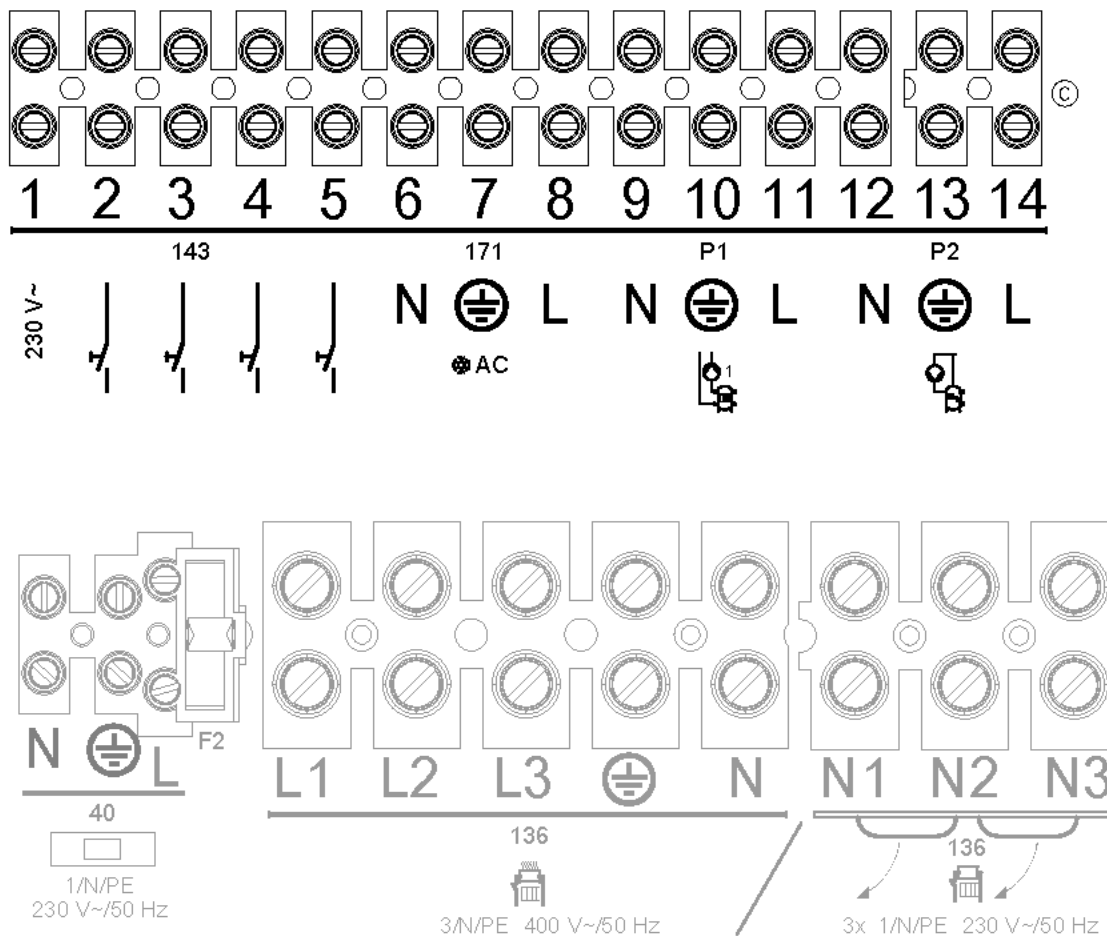 ©
1 2 3 4 5 6 7 8 9 10 11 12 13 14
143 171 P1 P2
230 V~
N L N L N L
AC
1
F2
N L
L1 L2 L3 N N1 N2 N3
40
136
136
1/N/PE
230 V~/50 Hz
3/N/PE 400 V~/50 Hz
3x 1/N/PE 230 V~/50 Hz